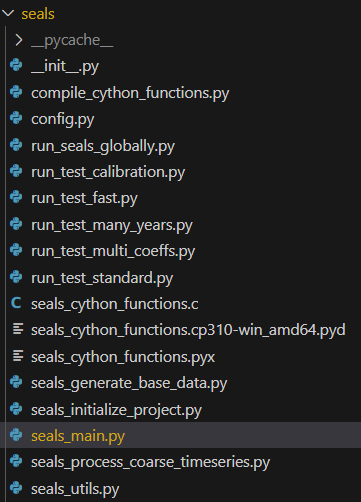 seals
__pycache__
__init__.py
compile_cython_functions.py
config.py
run_seals_globally.py
run_test_calibration.py
run_test_fast.py
run_test_many_years.py
run_test_multi_coeffs.py
run_test_standard.py
C seals_cython_functions.c
seals_cython_functions.cp310-win_amd64.pyd
seals_cython_functions.pyx
seals_generate_base_data.py
seals_initialize_project.py
seals_main.py
seals_process_coarse_timeseries.py
seals_utils.py